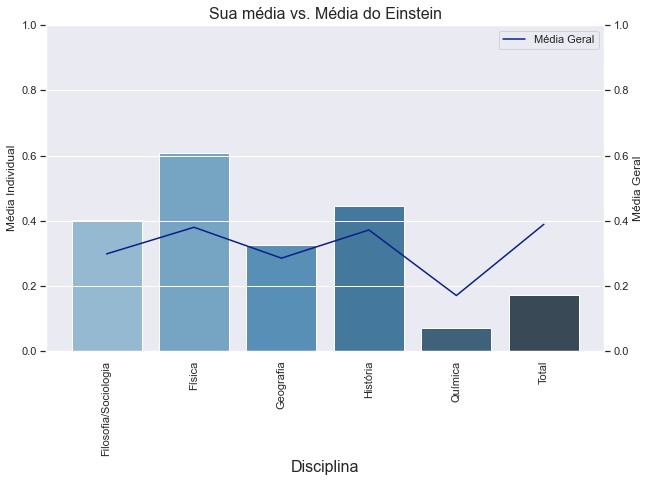 Sua média vs. Média do Einstein
Média Geral
1.0
0.8
0.6
0.4
0.2
0.0
Média Individual
1.0
0.8
0.6
0.4
0.2
0.0
Média Geral
Filosofia/Sociologia
Física
Geografia
História
Química
Total
Disciplina